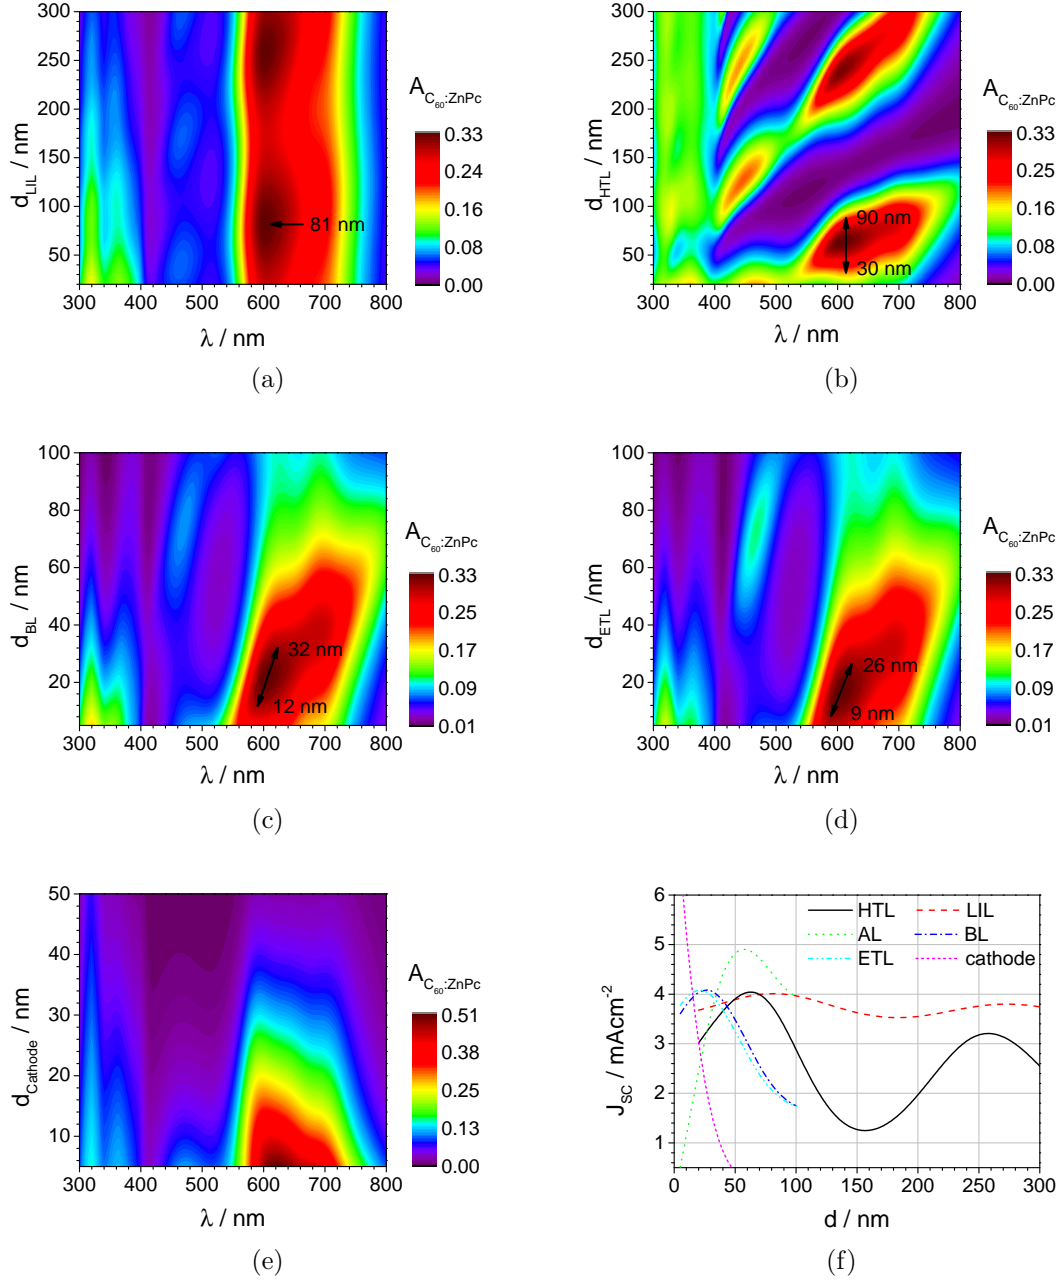 300
250
200
150
100
50
d_LIL / nm
81 nm
300 400 500 600 700 800
λ / nm
A_C60:ZnPc
0.33
0.24
0.16
0.08
0.00
(a)
300
250
200
150
100
50
d_HTL / nm
90 nm
30 nm
300 400 500 600 700 800
λ / nm
A_C60:ZnPc
0.33
0.24
0.16
0.08
0.00
(b)
100
80
60
40
20
d_BL / nm
32 nm
12 nm
300 400 500 600 700 800
λ / nm
A_C60:ZnPc
0.33
0.25
0.17
0.09
0.01
(c)
100
80
60
40
20
d_ETL /nm
26 nm
9 nm
300 400 500 600 700 800
λ / nm
A_C60:ZnPc
0.33
0.25
0.17
0.09
0.01
(d)
50
40
30
20
10
d_Cathode / nm
300 400 500 600 700 800
λ / nm
A_C60:ZnPc
0.51
0.38
0.25
0.13
0.00
(e)
6
5
4
3
2
1
J_SC / mAcm⁻²
HTL LIL
AL BL
ETL cathode
0 50 100 150 200 250 300
d / nm
(f)